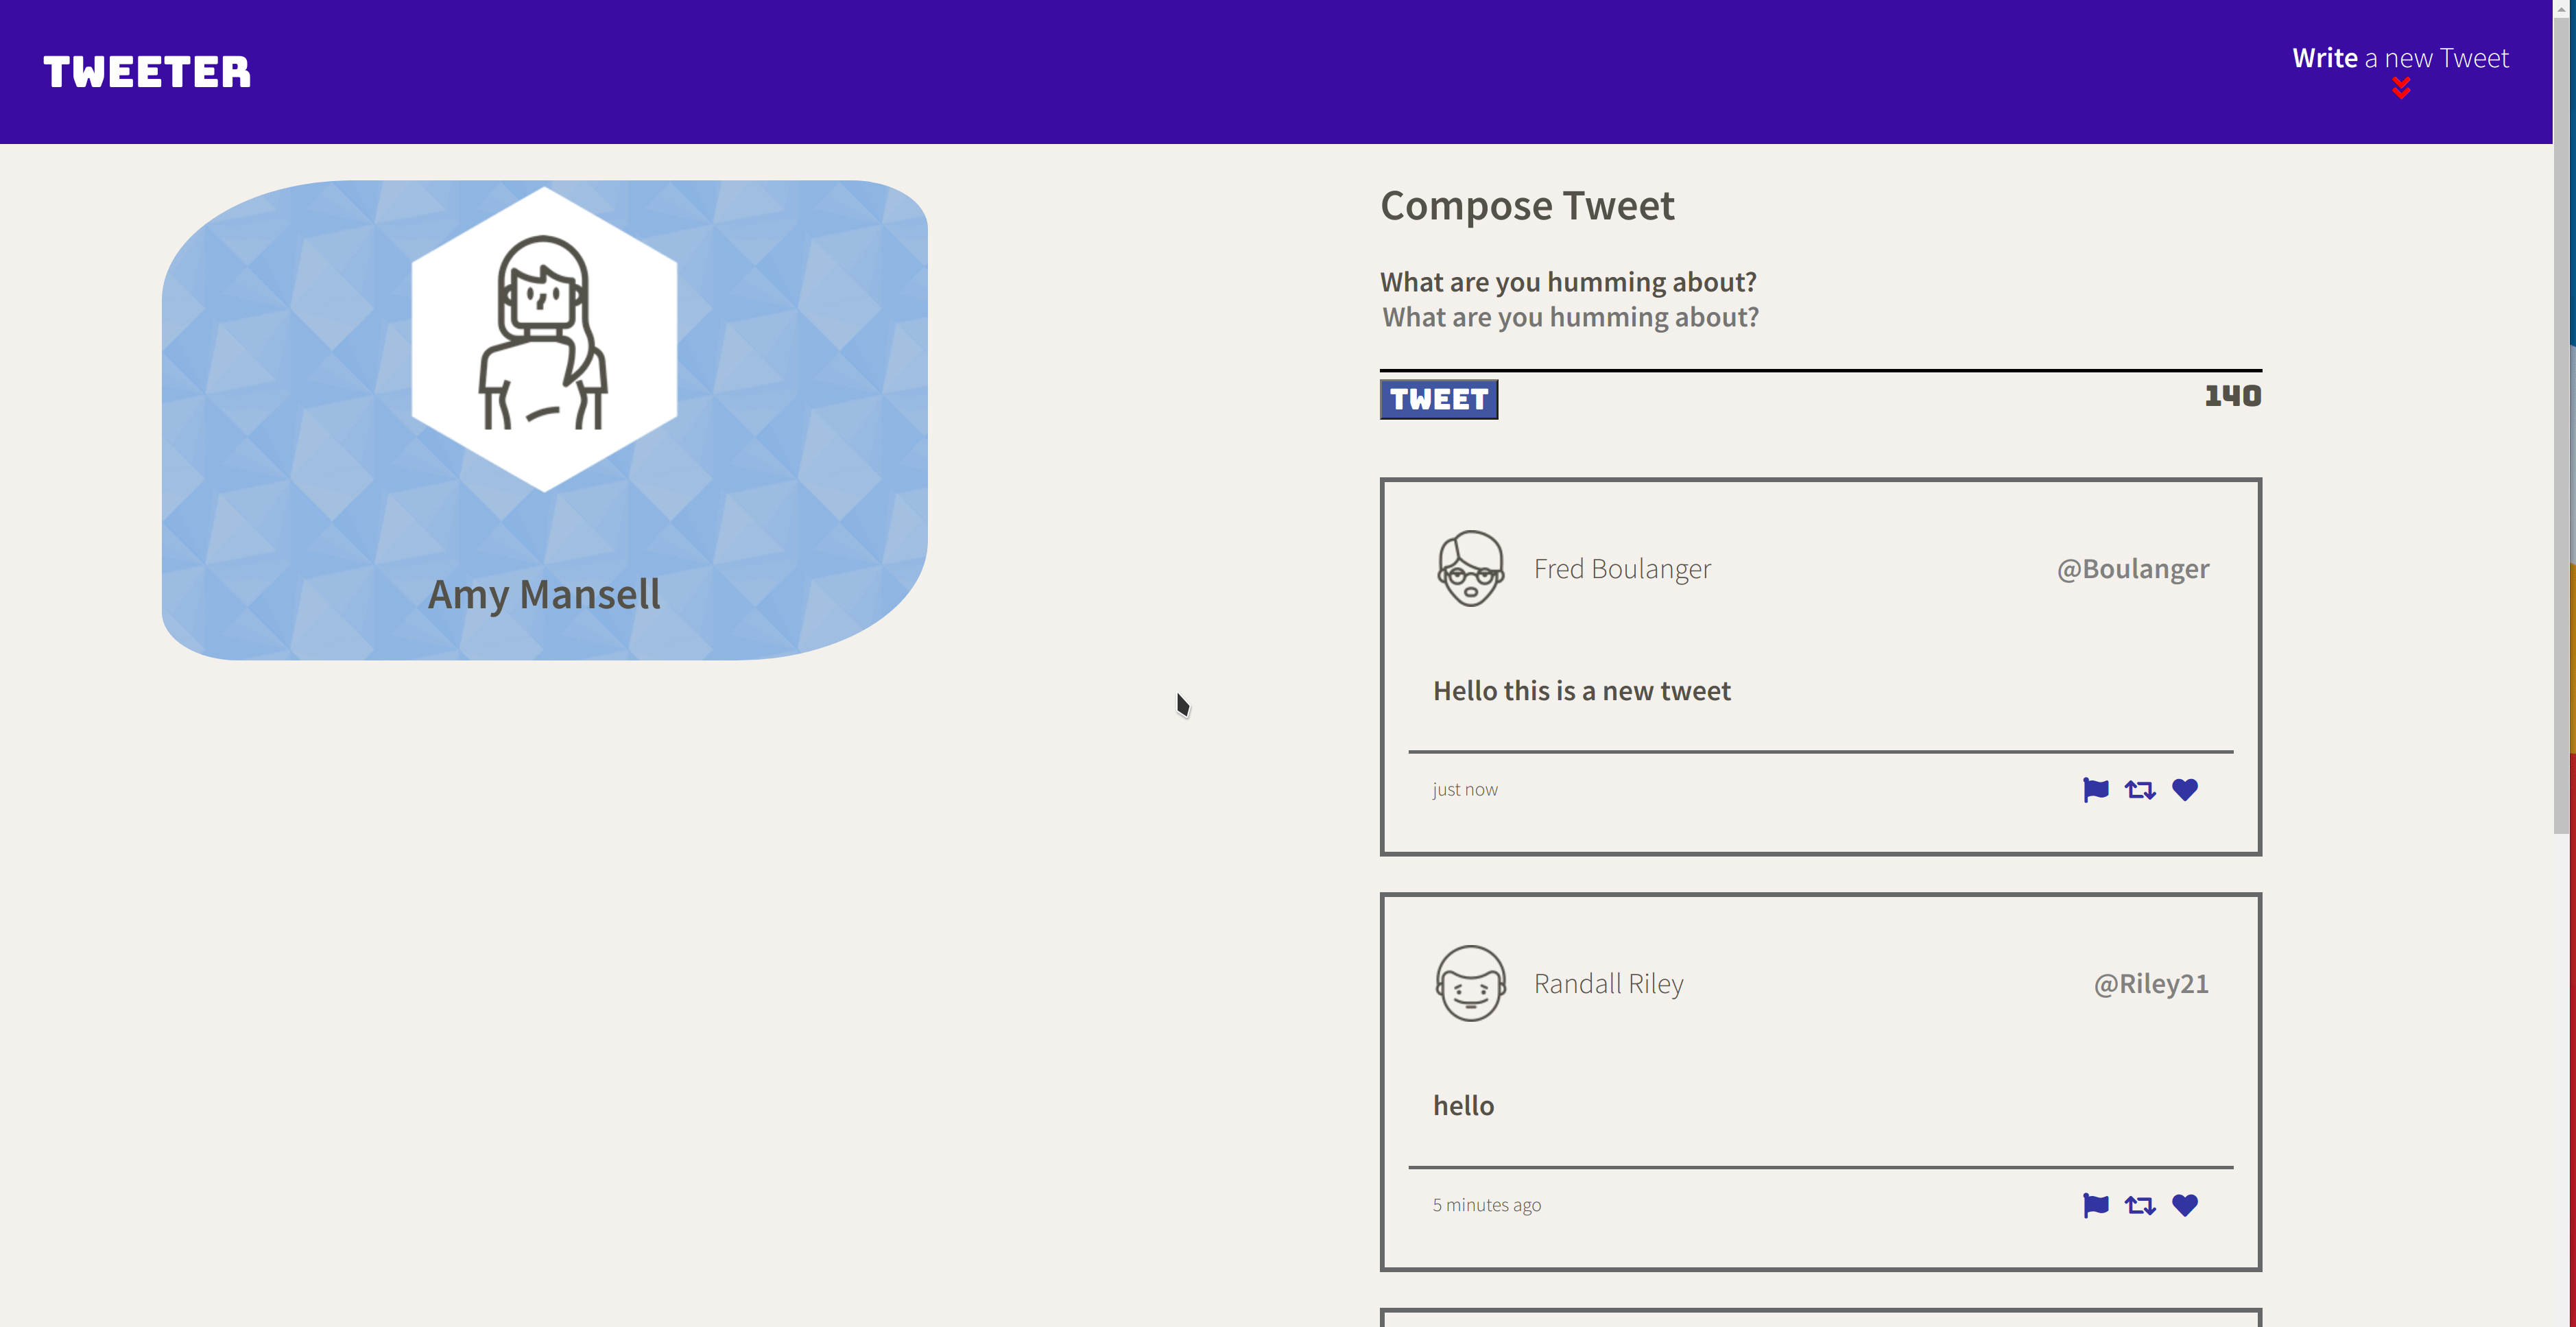 TWEETER
Write a new Tweet
Amy Mansell
Compose Tweet
What are you humming about?
What are you humming about?
TWEET
140
Fred Boulanger
@Boulanger
Hello this is a new tweet
just now
Randall Riley
@Riley21
hello
5 minutes ago